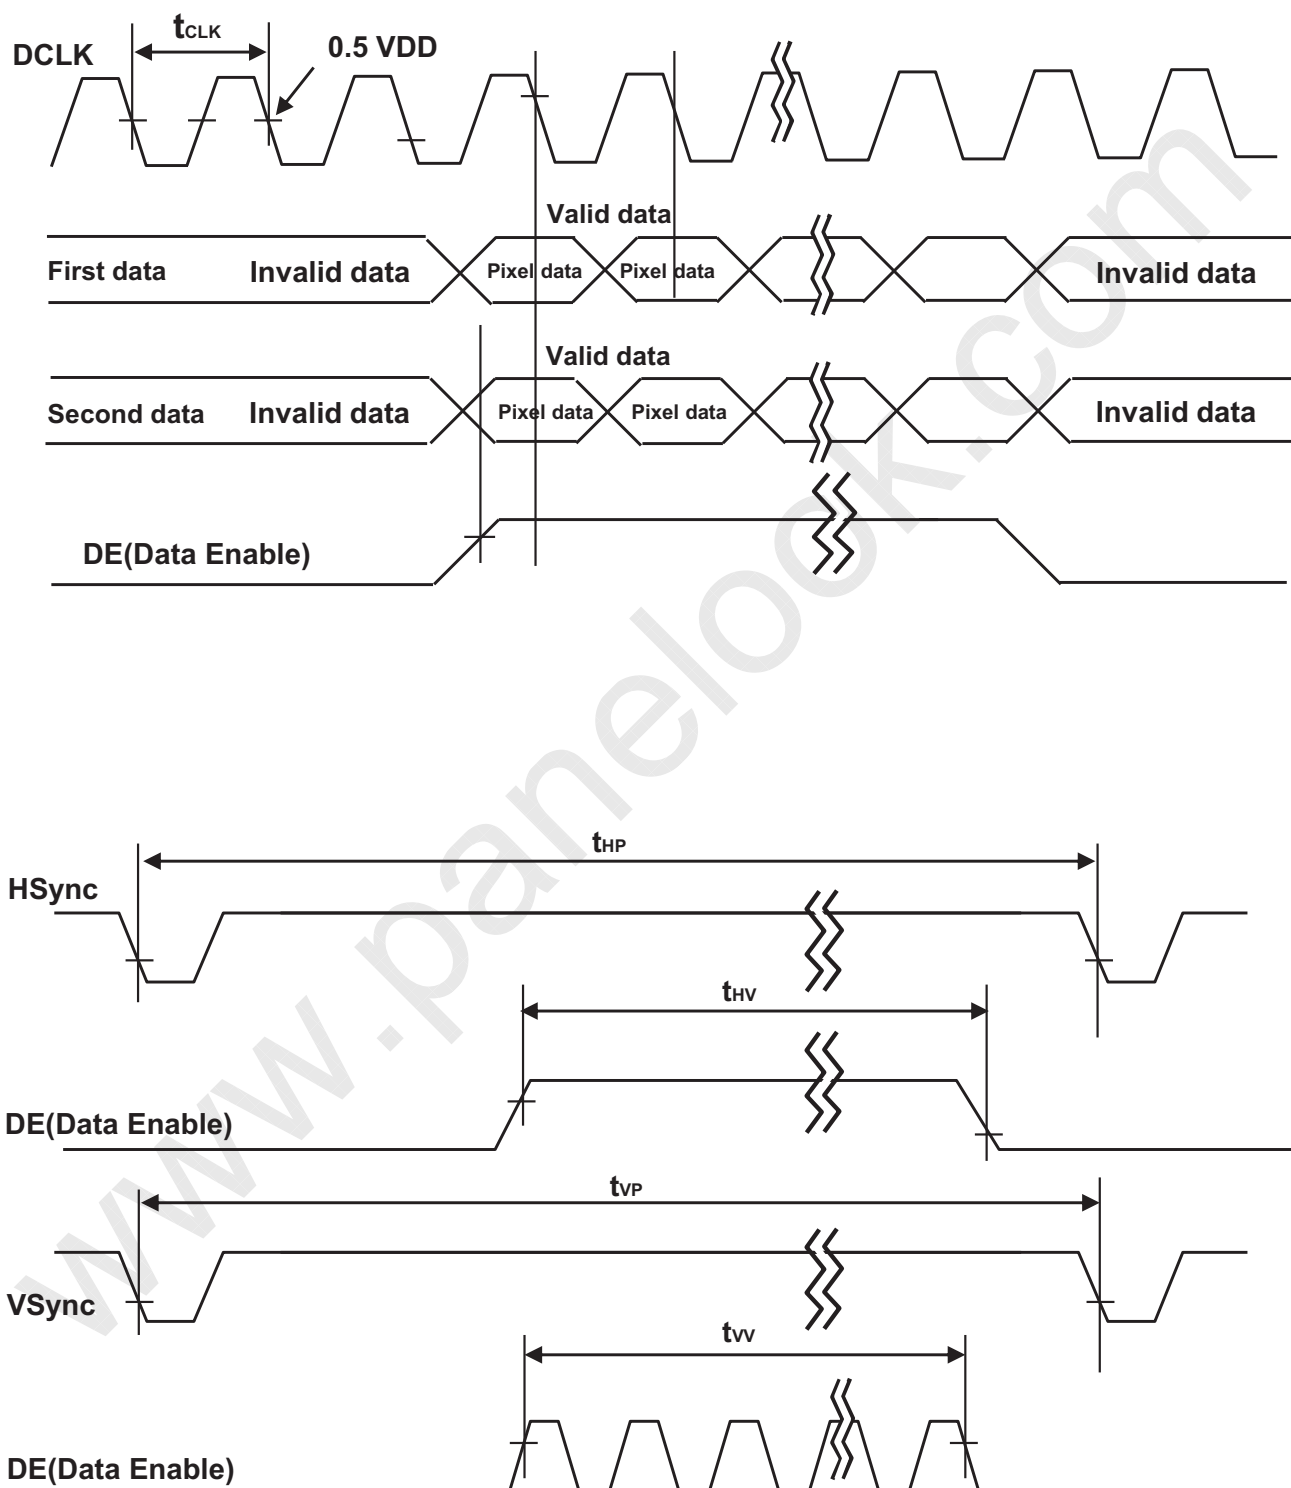 tCLK
DCLK
0.5 VDD
Valid data
First data Invalid data Pixel data Pixel data Invalid data
Valid data
Second data Invalid data Pixel data Pixel data Invalid data
DE(Data Enable)
tHP
HSync
tHV
DE(Data Enable)
tVP
VSync
tVV
DE(Data Enable)
www.panelook.com